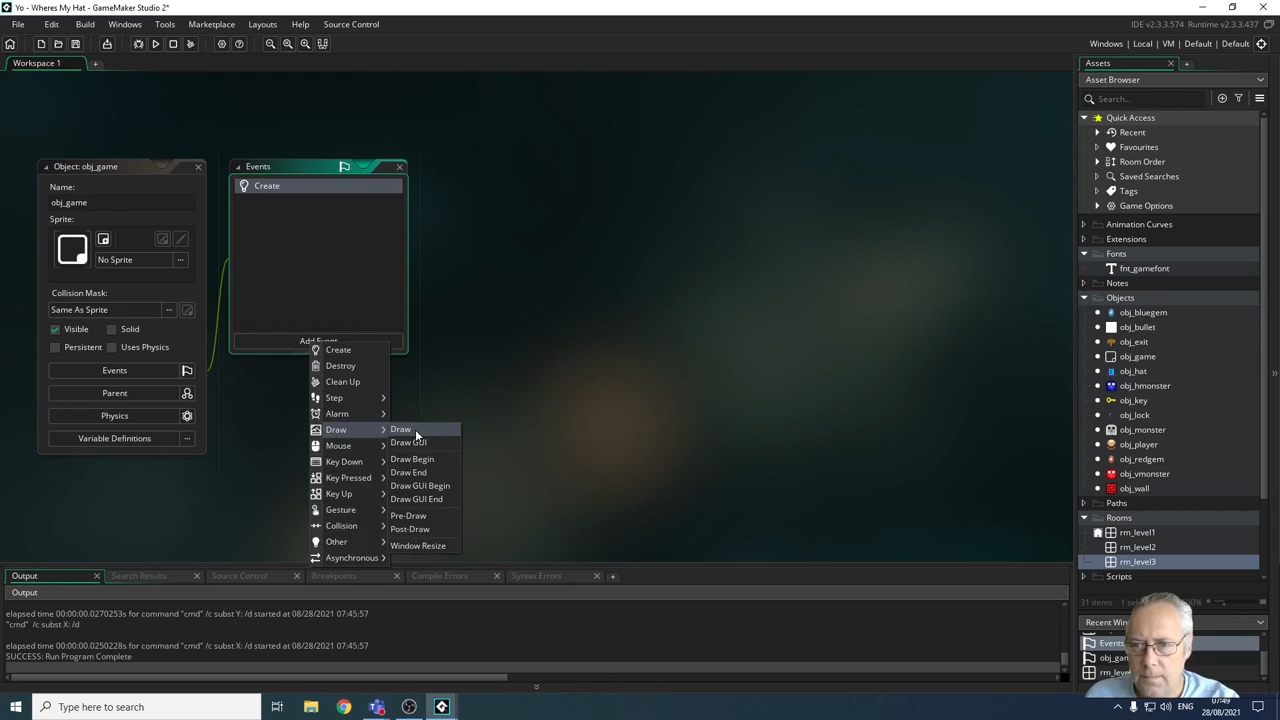 Yo - Wheres My Hat - GameMaker Studio 2*
File Edit Build Windows Tools Marketplace Layouts Help Source Control
IDE v2.3.3.574 Runtime v2.3.3.437
Windows | Local | VM | Default | Default
Workspace 1
Object: obj_game
Name:
obj_game
Sprite:
No Sprite
Collision Mask:
Same As Sprite
Visible Solid
Persistent Uses Physics
Events
Parent
Physics
Variable Definitions
Events
Create
Add Event
Create
Destroy
Clean Up
Step
Alarm
Draw
Mouse
Key Down
Key Pressed
Key Up
Gesture
Collision
Other
Asynchronous
Draw
Draw GUI
Draw Begin
Draw End
Draw GUI Begin
Draw GUI End
Pre-Draw
Post-Draw
Window Resize
Assets
Asset Browser
Search...
Quick Access
Recent
Favourites
Room Order
Saved Searches
Tags
Game Options
Animation Curves
Extensions
Fonts
fnt_gamefont
Notes
Objects
obj_bluegem
obj_bullet
obj_exit
obj_game
obj_hat
obj_hmonster
obj_key
obj_lock
obj_monster
obj_player
obj_redgem
obj_vmonster
obj_wall
Paths
Rooms
rm_level1
rm_level2
rm_level3
Scripts
31 items
Recent Win
Events
obj_gam
rm_leve
Output Search Results Source Control Breakpoints Compile Errors Syntax Errors
Output
elapsed time 00:00:00.0270253s for command "cmd" /c subst Y: /d started at 08/28/2021 07:45:57
"cmd" /c subst X: /d
elapsed time 00:00:00.0250228s for command "cmd" /c subst X: /d started at 08/28/2021 07:45:57
SUCCESS: Run Program Complete
Type here to search
ENG
07:49
28/08/2021